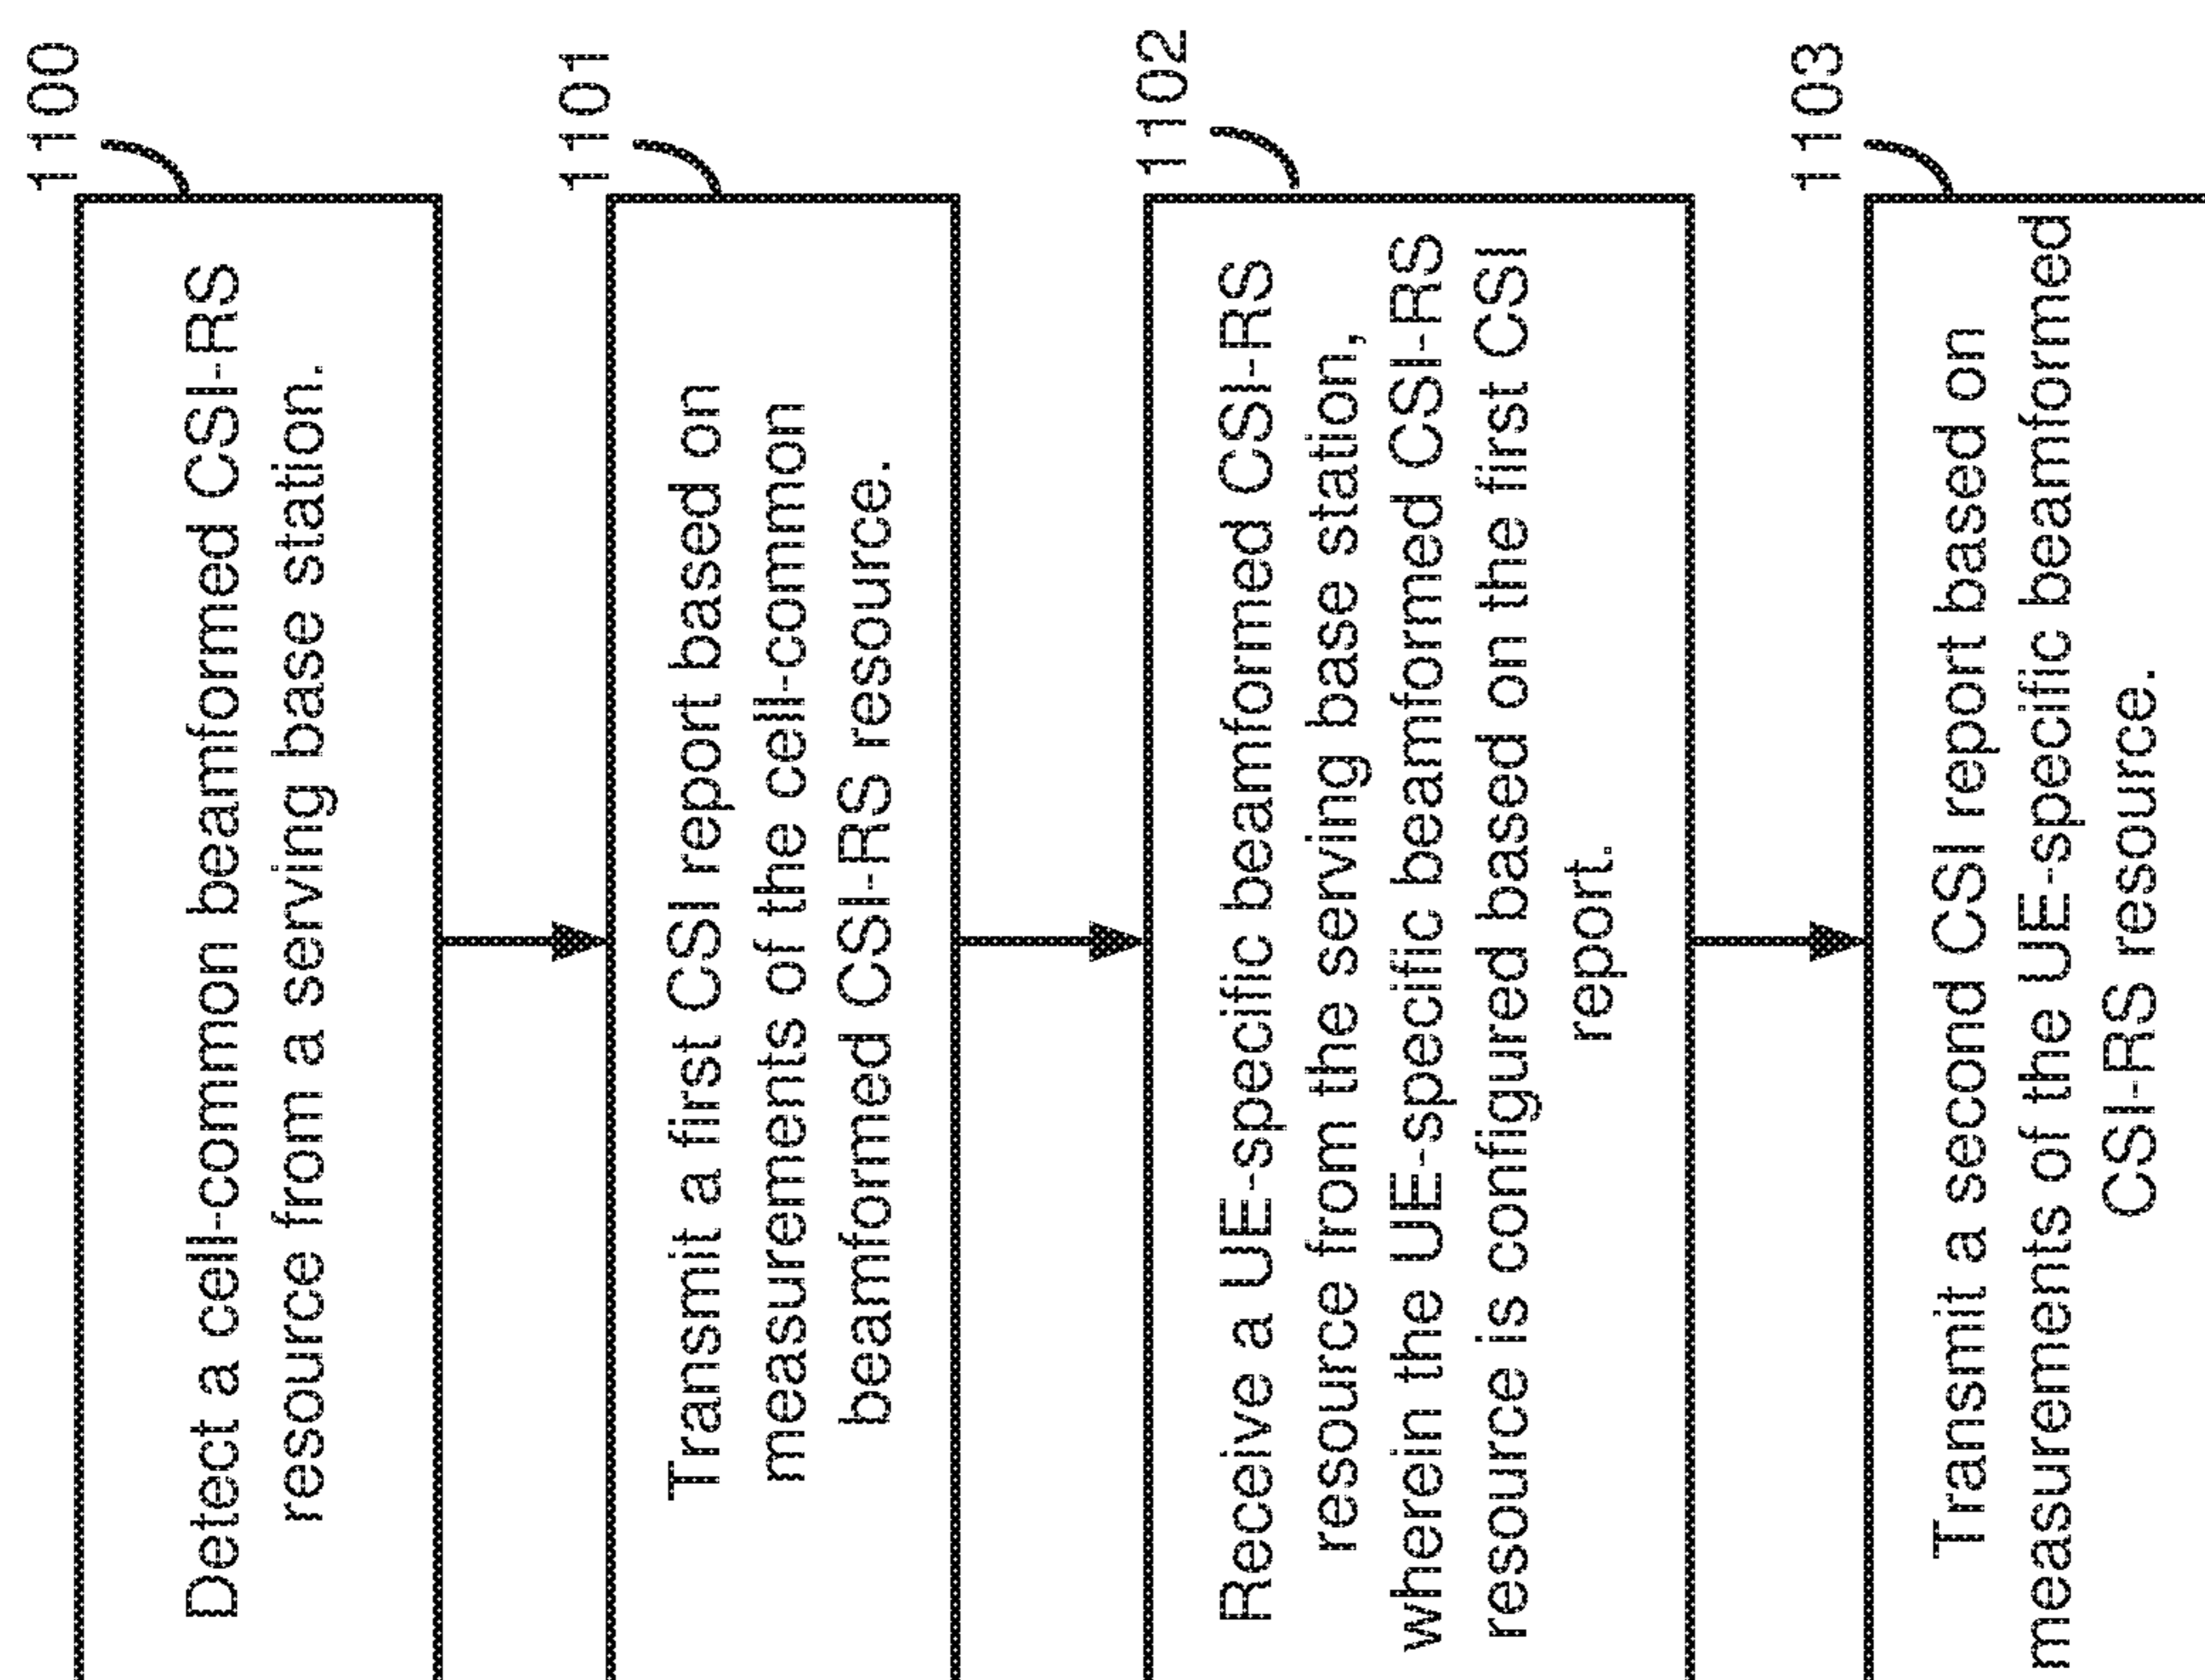 1100
Detect a cell-common beamformed CSI-RS
resource from a serving base station.
1101
Transmit a first CSI report based on
measurements of the cell-common
beamformed CSI-RS resource.
1102
Receive a UE-specific beamformed CSI-RS
resource from the serving base station,
wherein the UE-specific beamformed CSI-RS
resource is configured based on the first CSI
report.
1103
Transmit a second CSI report based on
measurements of the UE-specific beamformed
CSI-RS resource.